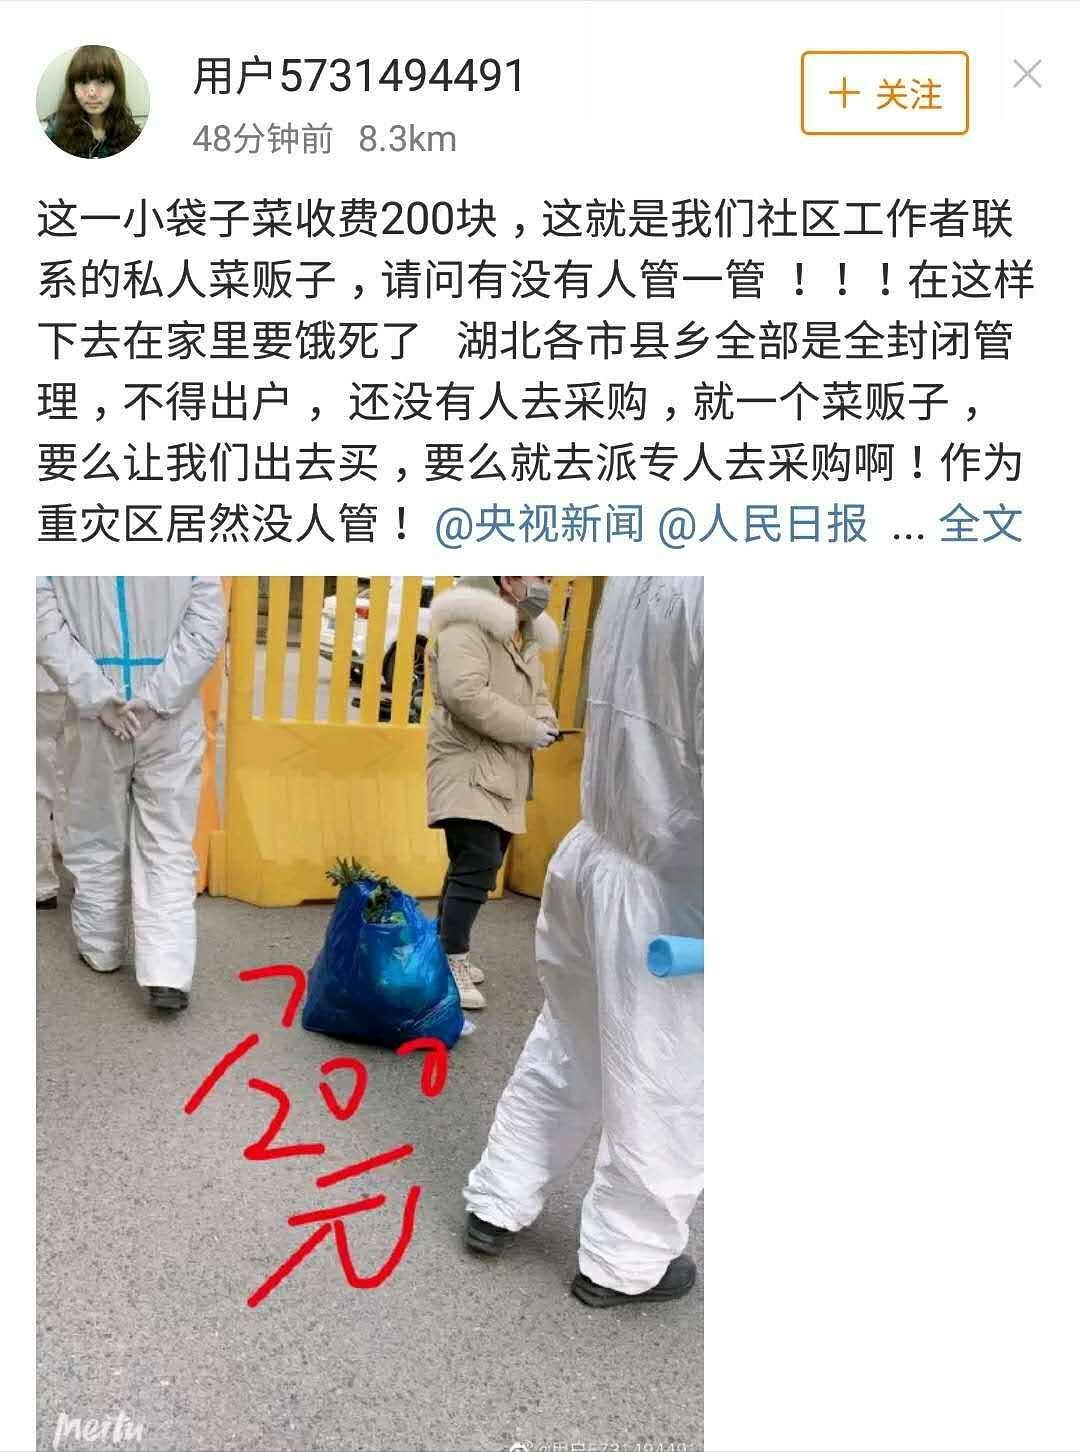 用户5731494491
+ 关注
48分钟前 8.3km
这一小袋子菜收费200块，这就是我们社区工作者联
系的私人菜贩子，请问有没有人管一管 ！！！在这样
下去在家里要饿死了 湖北各市县乡全部是全封闭管
理，不得出户， 还没有人去采购，就一个菜贩子，
要么让我们出去买，要么就去派专人去采购啊！作为
重灾区居然没人管！ @央视新闻 @人民日报 ... 全文
200
元
meitu